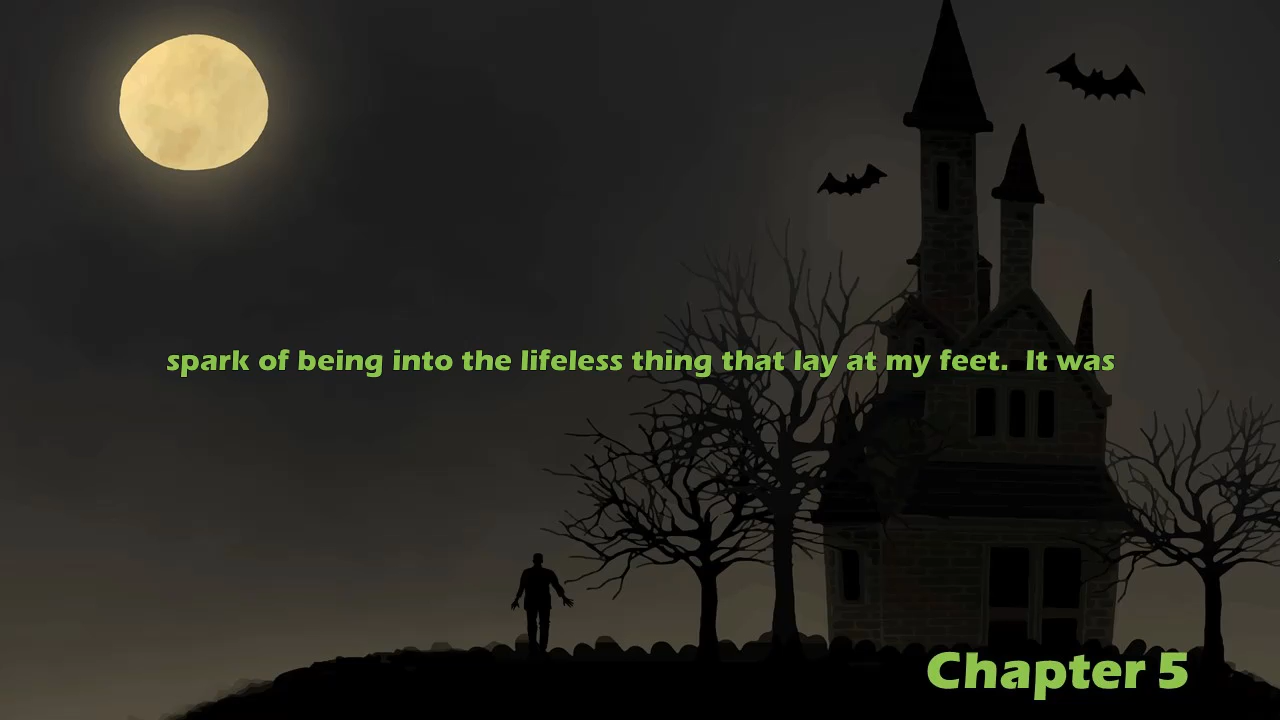 spark of being into the lifeless thing that lay at my feet.  It was
Chapter 5